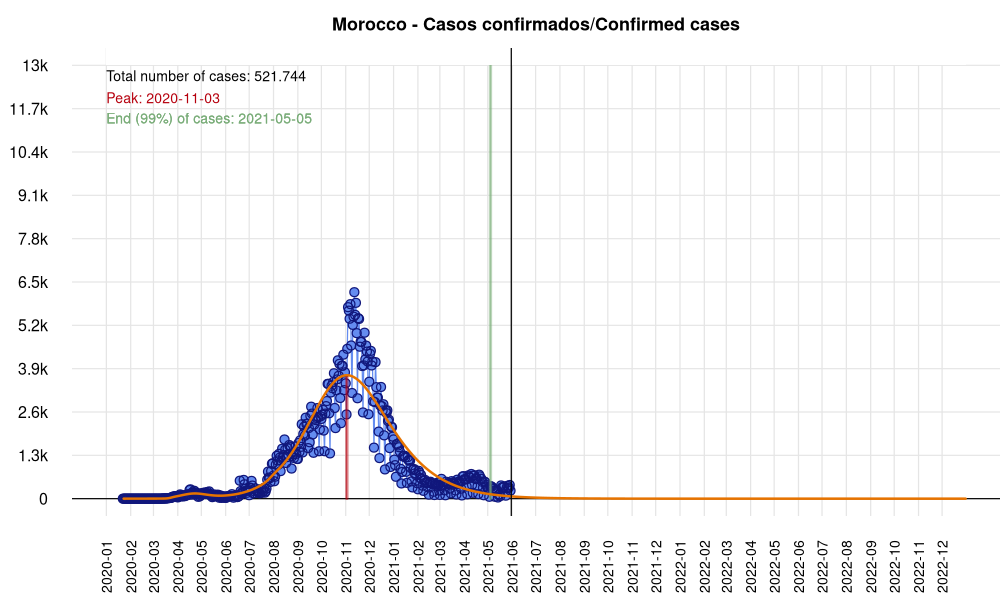 Morocco - Casos confirmados/Confirmed cases
Total number of cases: 521.744
Peak: 2020-11-03
End (99%) of cases: 2021-05-05
13k
11.7k
10.4k
9.1k
7.8k
6.5k
5.2k
3.9k
2.6k
1.3k
0
2020-01
2020-02
2020-03
2020-04
2020-05
2020-06
2020-07
2020-08
2020-09
2020-10
2020-11
2020-12
2021-01
2021-02
2021-03
2021-04
2021-05
2021-06
2021-07
2021-08
2021-09
2021-10
2021-11
2021-12
2022-01
2022-02
2022-03
2022-04
2022-05
2022-06
2022-07
2022-08
2022-09
2022-10
2022-11
2022-12